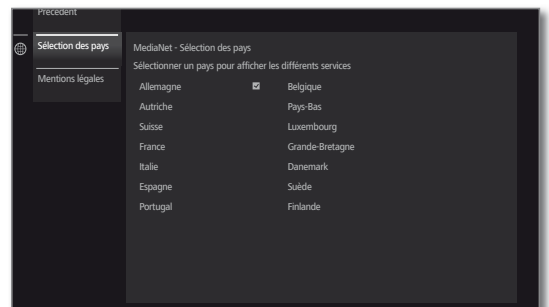 Précédent
Sélection des pays
Mentions légales
MediaNet - Sélection des pays
Sélectionner un pays pour afficher les différents services
Allemagne Belgique
Autriche Pays-Bas
Suisse Luxembourg
France Grande-Bretagne
Italie Danemark
Espagne Suède
Portugal Finlande